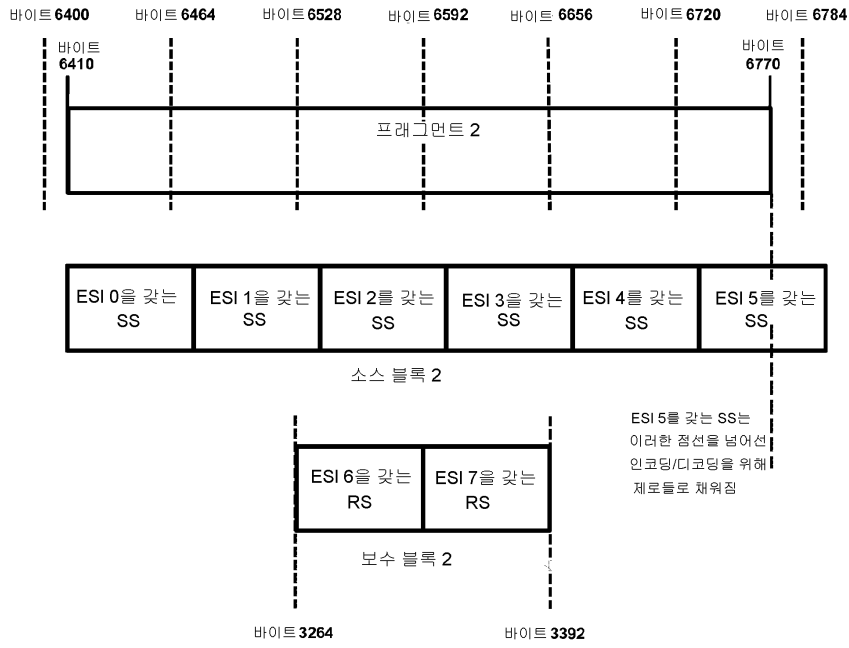 바이트 6400 바이트 6464 바이트 6528 바이트 6592 바이트 6656 바이트 6720 바이트 6784
바이트
6410
바이트
6770
프래그먼트 2
ESI 0을 갖는
SS
ESI 1을 갖는
SS
ESI 2를 갖는
SS
ESI 3을 갖는
SS
ESI 4를 갖는
SS
ESI 5를 갖는
SS
소스 블록 2
ESI 5를 갖는 SS는
이러한 점선을 넘어선
인코딩/디코딩을 위해
제로들로 채워짐
ESI 6을 갖는
RS
ESI 7을 갖는
RS
보수 블록 2
바이트 3264 바이트 3392